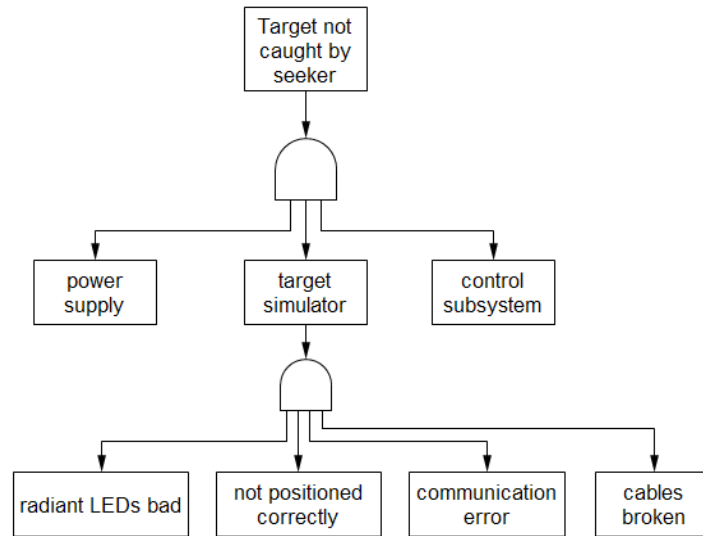 Target not
caught by
seeker
power
supply
target
simulator
control
subsystem
radiant LEDs bad
not positioned
correctly
communication
error
cables
broken